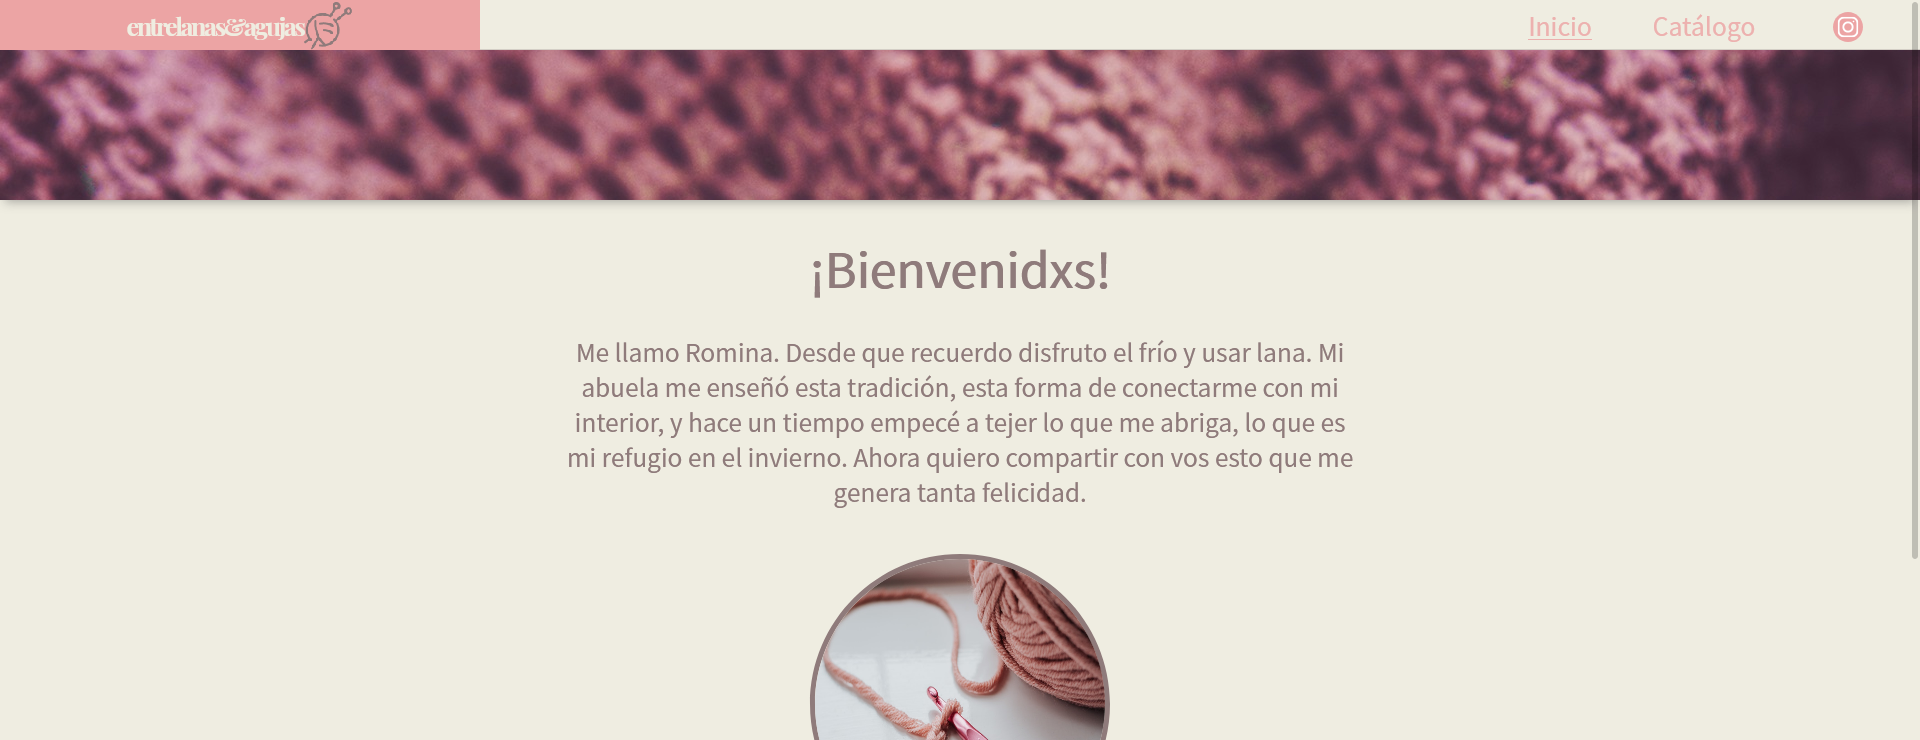 entrelanas&agujas
Inicio
Catálogo
¡Bienvenidxs!
Me llamo Romina. Desde que recuerdo disfruto el frío y usar lana. Mi
abuela me enseñó esta tradición, esta forma de conectarme con mi
interior, y hace un tiempo empecé a tejer lo que me abriga, lo que es
mi refugio en el invierno. Ahora quiero compartir con vos esto que me
genera tanta felicidad.